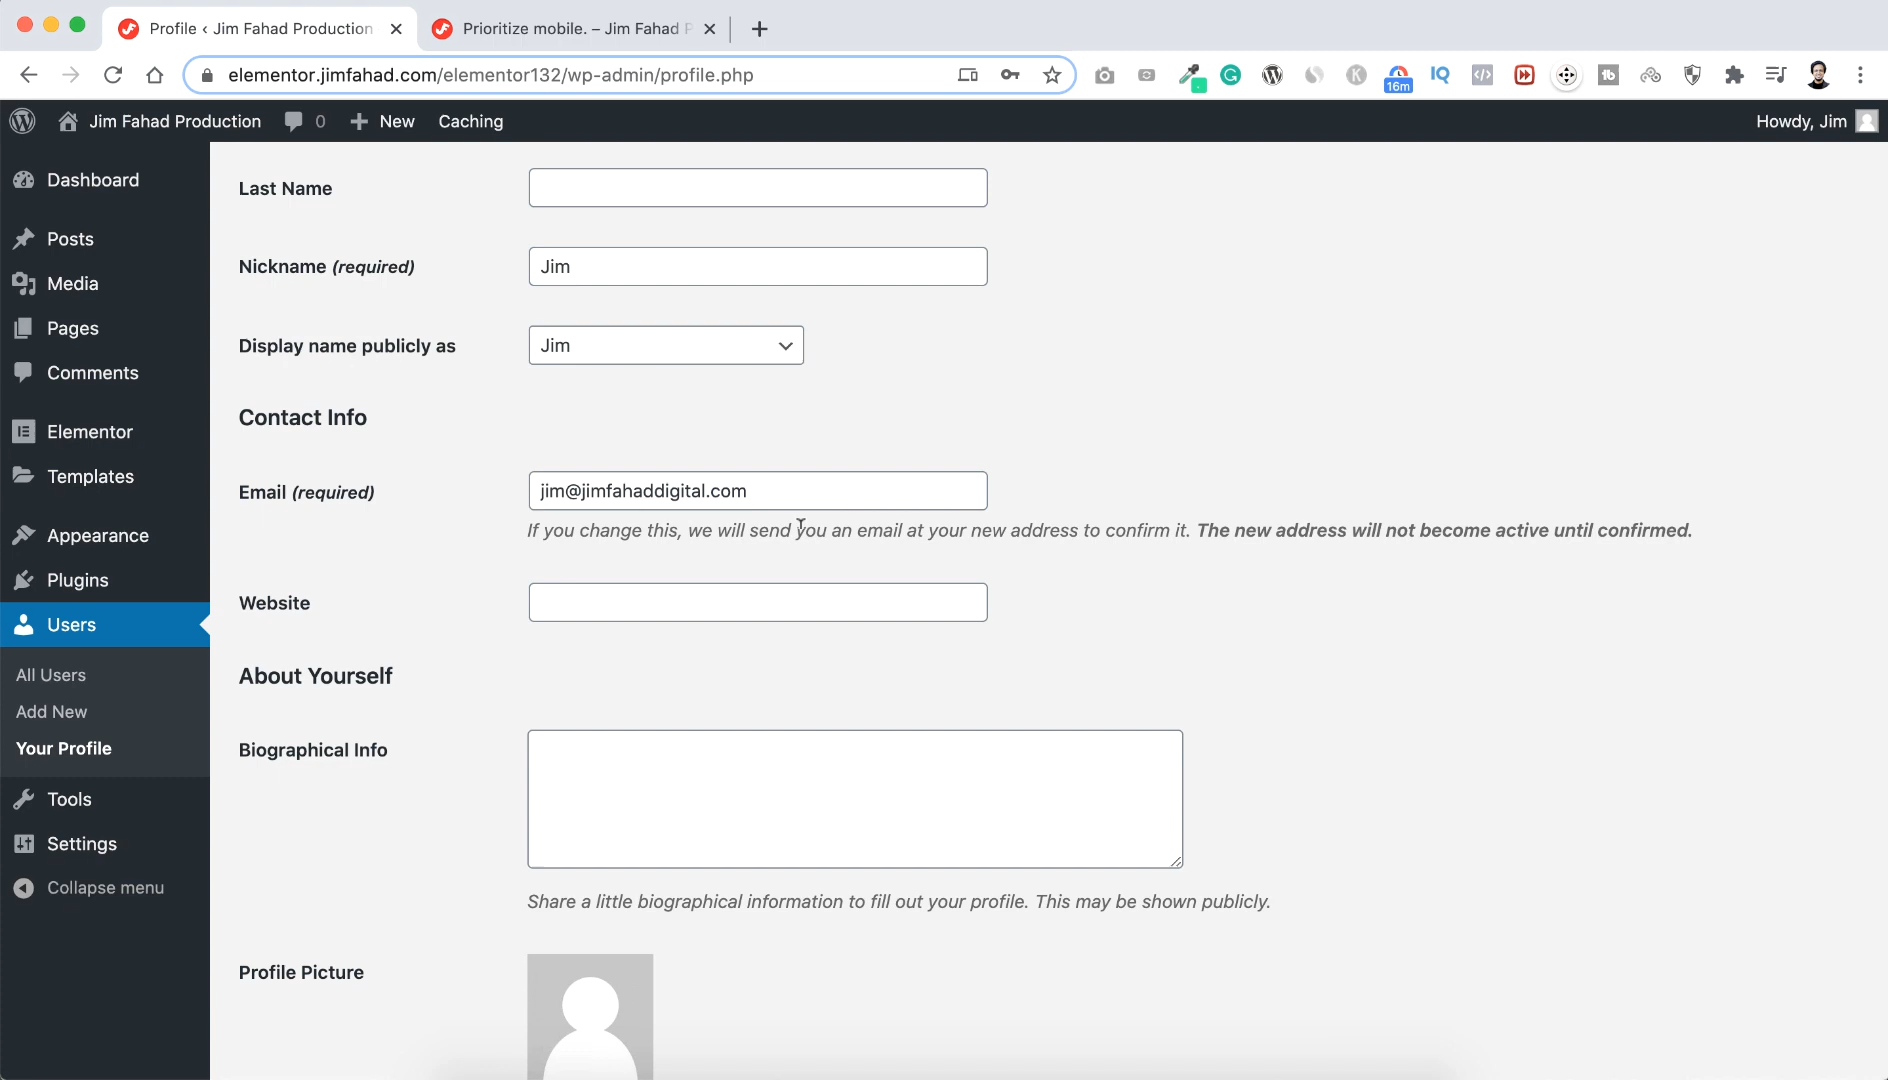 Profile ‹ Jim Fahad Production
Prioritize mobile. – Jim Fahad P
elementor.jimfahad.com/elementor132/wp-admin/profile.php
16m
IQ
Jim Fahad Production
0
New
Caching
Howdy, Jim
Dashboard
Posts
Media
Pages
Comments
Elementor
Templates
Appearance
Plugins
Users
All Users
Add New
Your Profile
Tools
Settings
Collapse menu
Last Name
Nickname (required)
Jim
Display name publicly as
Jim
Contact Info
Email (required)
jim@jimfahaddigital.com
If you change this, we will send you an email at your new address to confirm it. The new address will not become active until confirmed.
Website
About Yourself
Biographical Info
Share a little biographical information to fill out your profile. This may be shown publicly.
Profile Picture